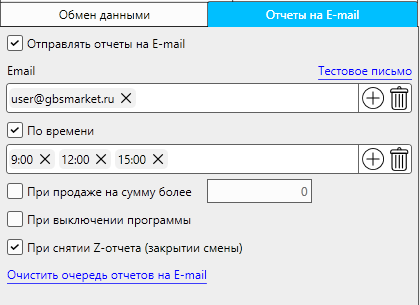 Обмен данными
Отчеты на E-mail
Отправлять отчеты на E-mail
Email
Тестовое письмо
user@gbsmarket.ru
По времени
9:00 12:00 15:00
При продаже на сумму более 0
При выключении программы
При снятии Z-отчета (закрытии смены)
Очистить очередь отчетов на E-mail